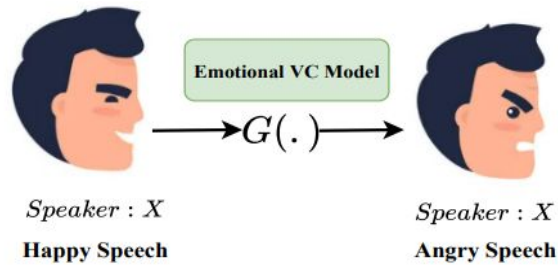 Emotional VC Model
G(.)
Speaker : X
Happy Speech
Speaker : X
Angry Speech